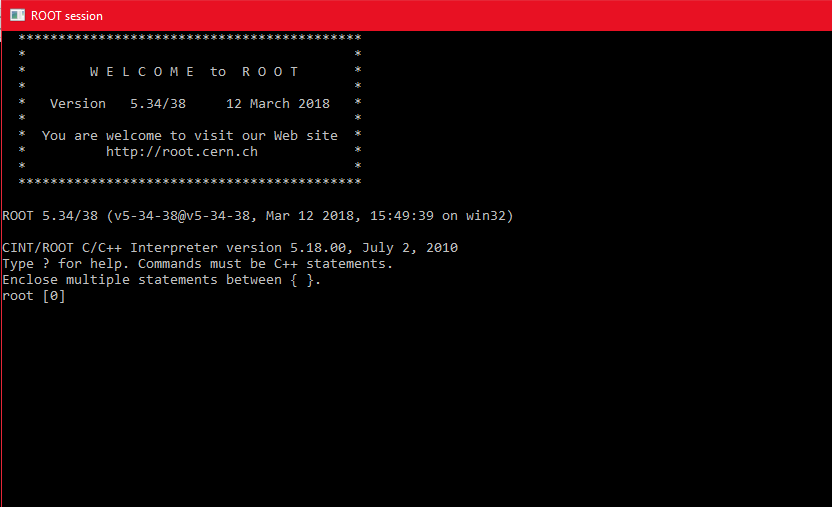 ROOT session
*******************************************
*                                         *
*        W E L C O M E  to  R O O T       *
*                                         *
*   Version   5.34/38     12 March 2018   *
*                                         *
*  You are welcome to visit our Web site  *
*          http://root.cern.ch            *
*                                         *
*******************************************
ROOT 5.34/38 (v5-34-38@v5-34-38, Mar 12 2018, 15:49:39 on win32)
CINT/ROOT C/C++ Interpreter version 5.18.00, July 2, 2010
Type ? for help. Commands must be C++ statements.
Enclose multiple statements between { }.
root [0]